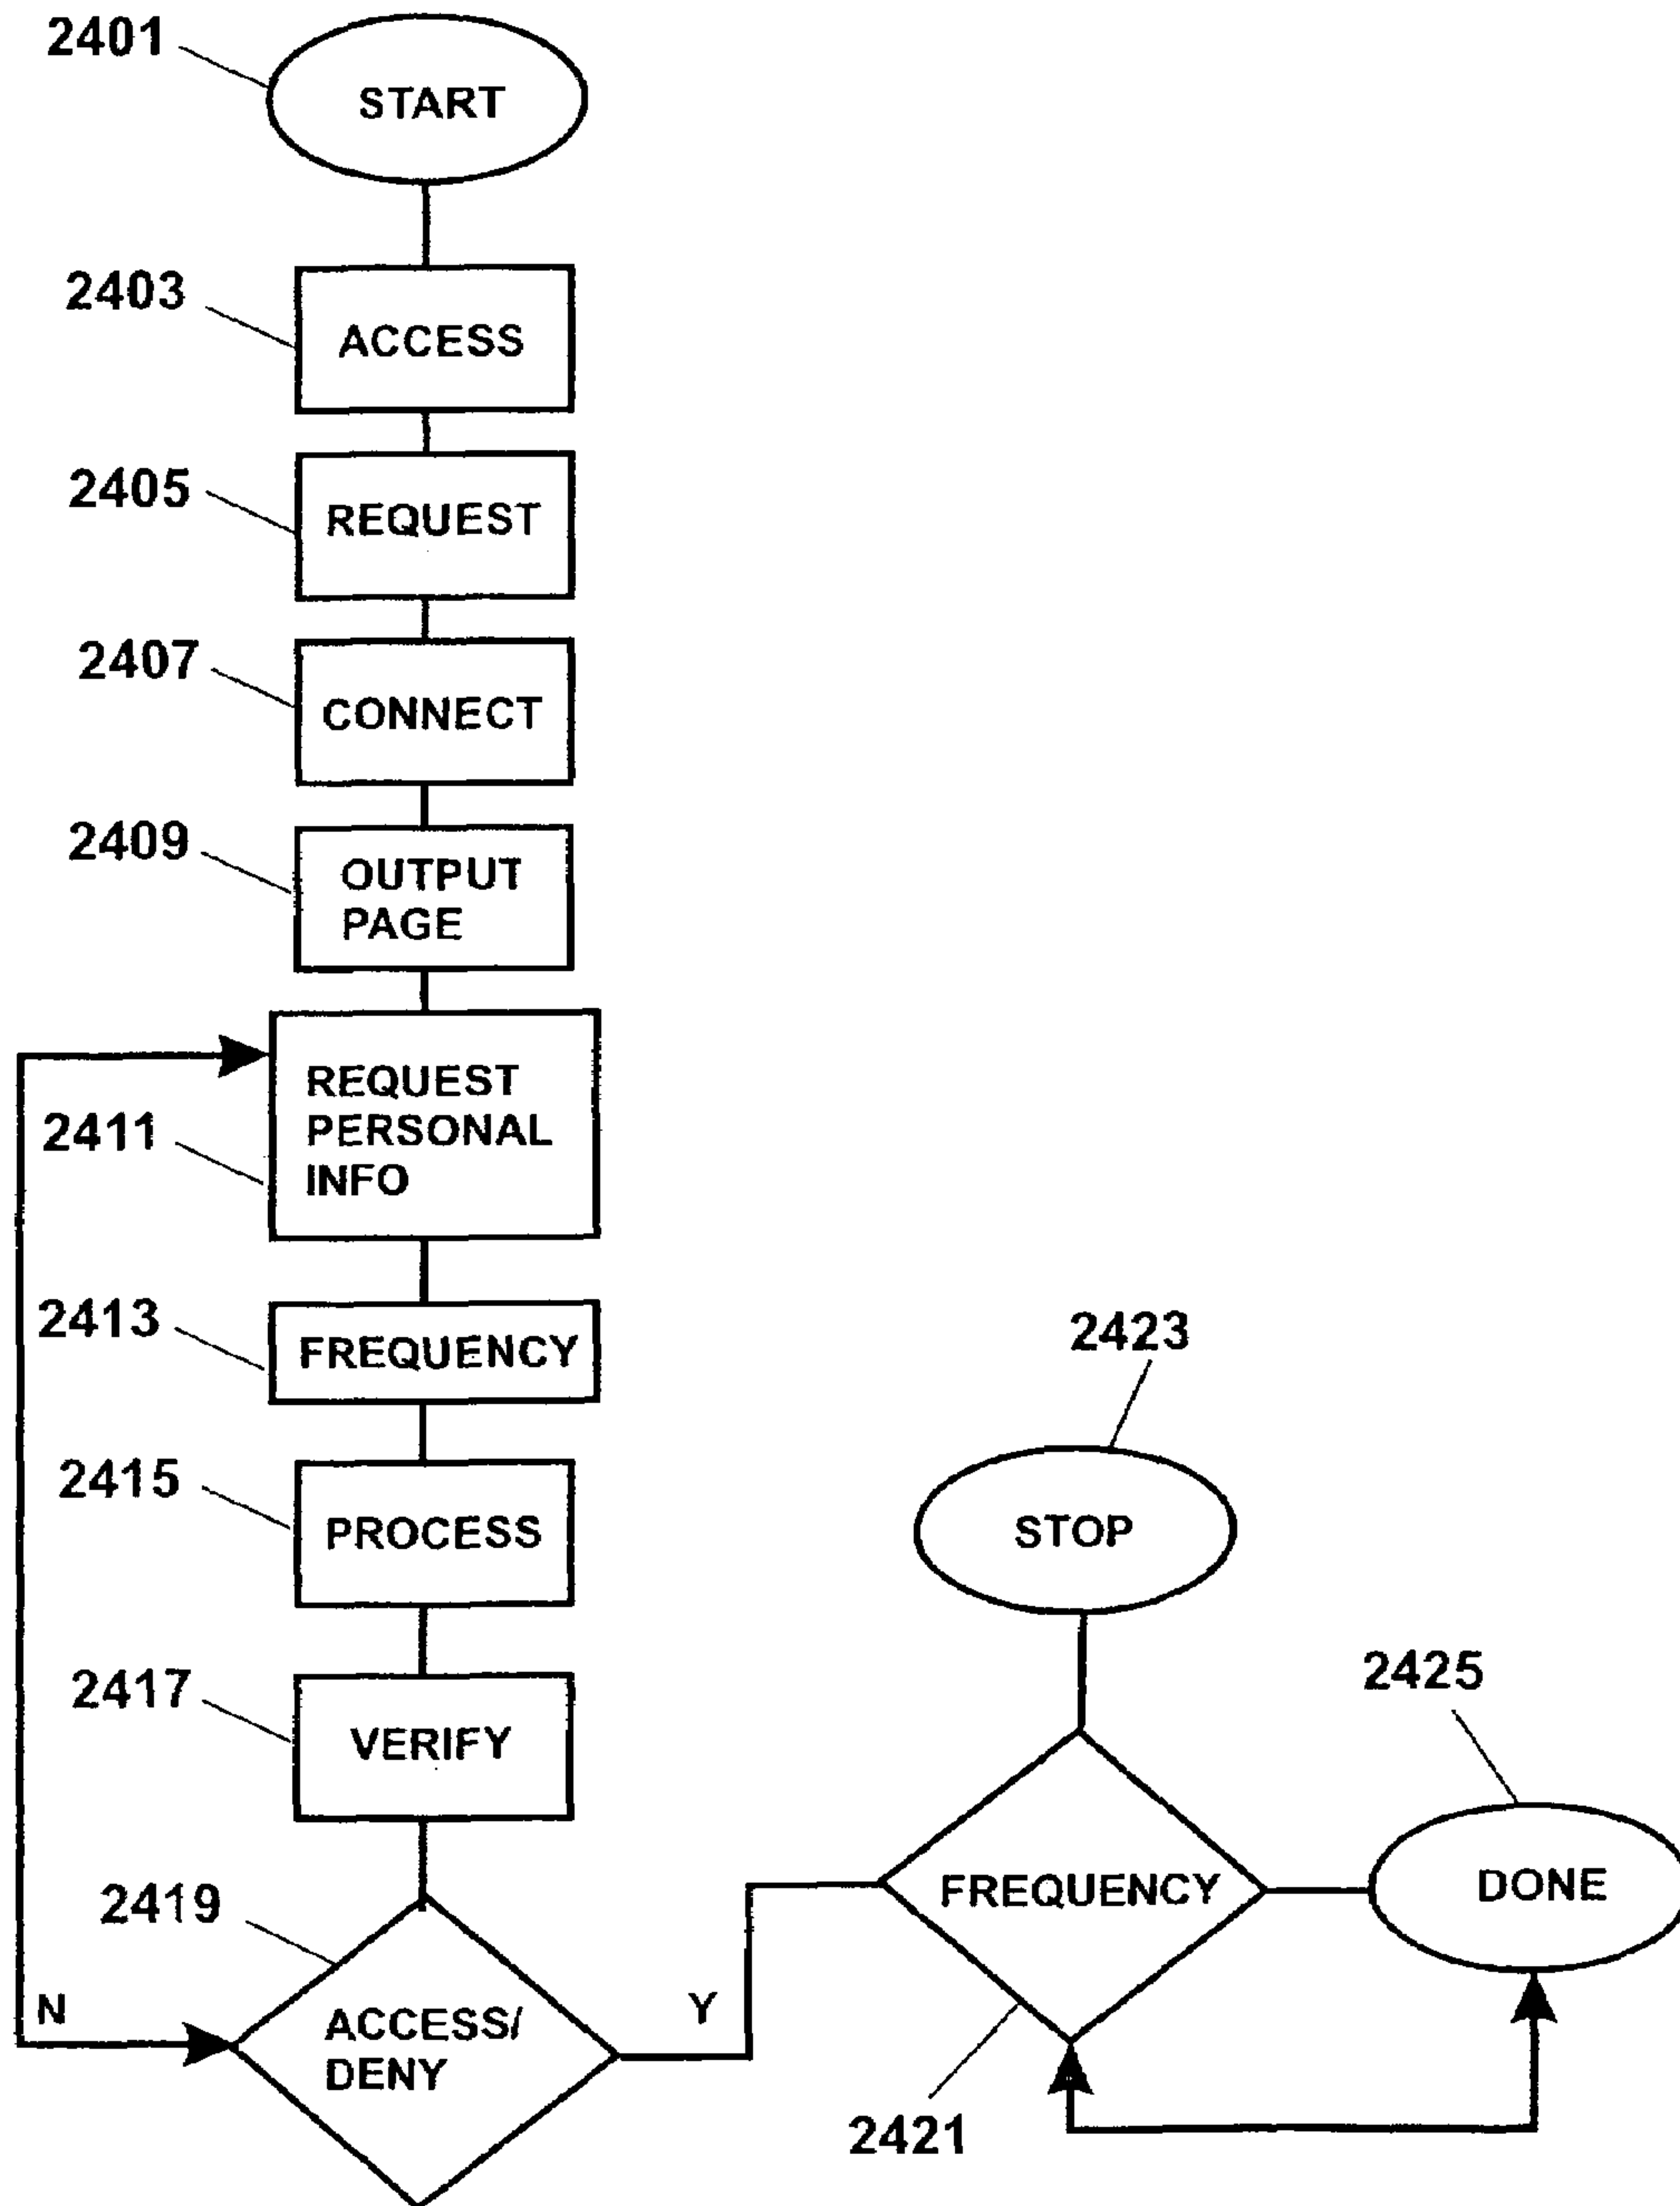 2401
START
2403
ACCESS
2405
REQUEST
2407
CONNECT
2409
OUTPUT
PAGE
2411
REQUEST
PERSONAL
INFO
2413
FREQUENCY
2415
PROCESS
2417
VERIFY
2419
N
ACCESS/
DENY
Y
2423
STOP
2425
FREQUENCY
DONE
2421